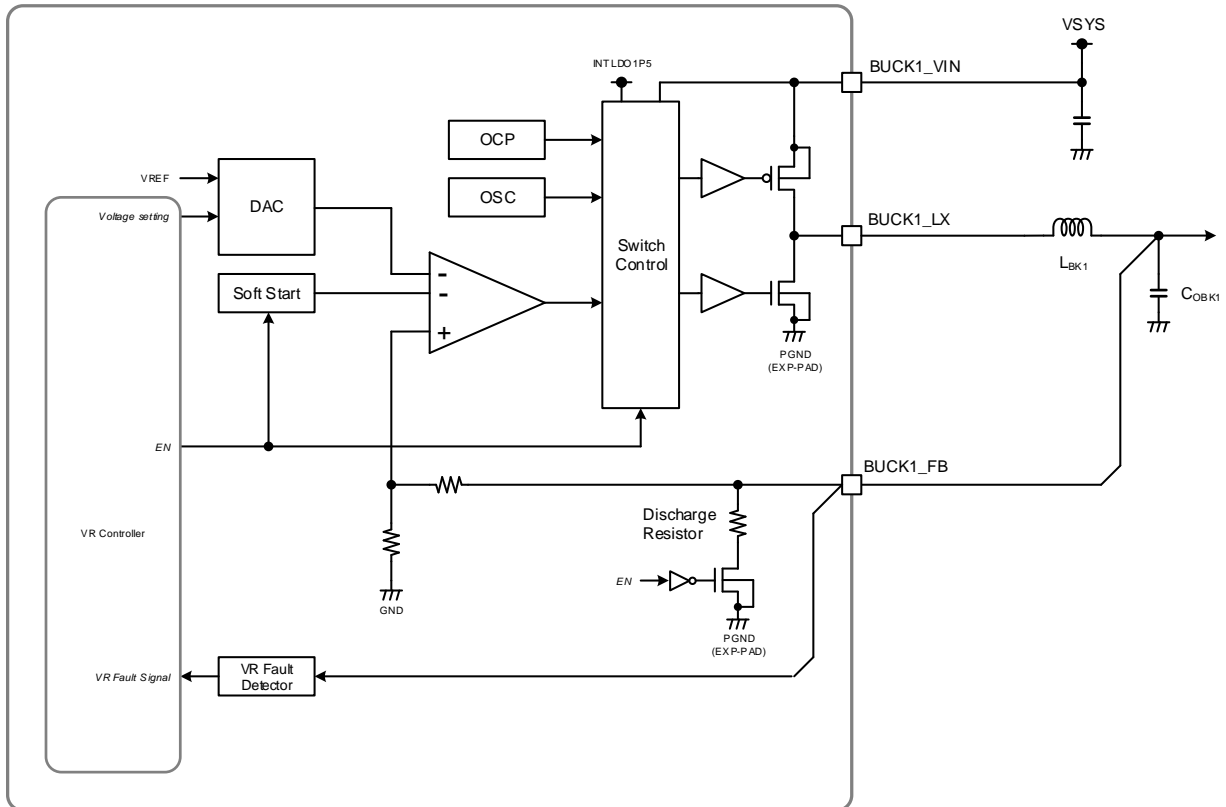 VSYS
INTLDO1P5
BUCK1_VIN
OCP
VREF
DAC
OSC
Voltage setting
BUCK1_LX
Switch
Control
LBK1
-
-
+
Soft Start
COBK1
PGND
(EXP-PAD)
EN
BUCK1_FB
Discharge
Resistor
VR Controller
EN
GND
PGND
(EXP-PAD)
VR Fault Signal
VR Fault
Detector